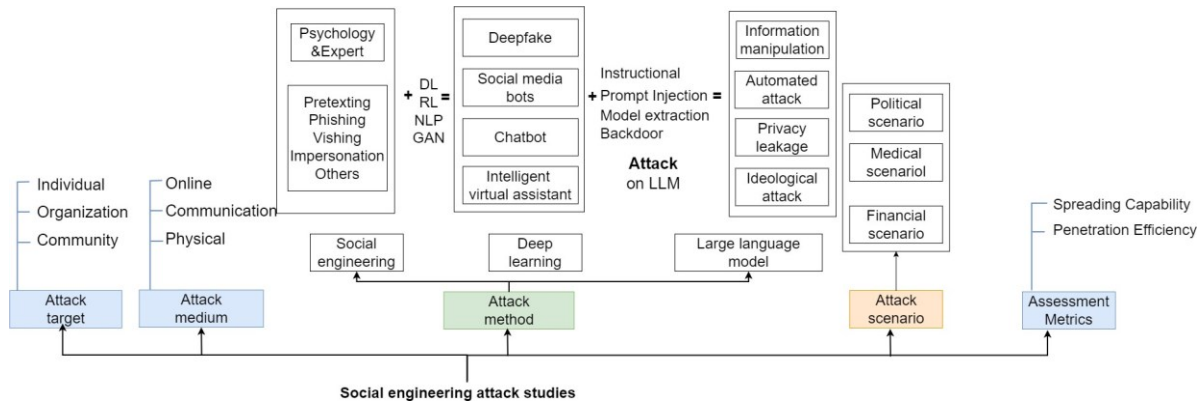 Psychology
&Expert
Pretexting
Phishing
Vishing
Impersonation
Others
+ DL =
RL
NLP
GAN
Deepfake
Social media
bots
Chatbot
Intelligent
virtual assistant
Instructional
+ Prompt Injection =
Model extraction
Backdoor
Attack
on LLM
Information
manipulation
Automated
attack
Privacy
leakage
Ideological
attack
Political
scenario
Medical
scenariol
Financial
scenario
Individual
Organization
Community
Online
Communication
Physical
Spreading Capability
Penetration Efficiency
Social
engineering
Deep
learning
Large language
model
Attack
target
Attack
medium
Attack
method
Attack
scenario
Assessment
Metrics
Social engineering attack studies